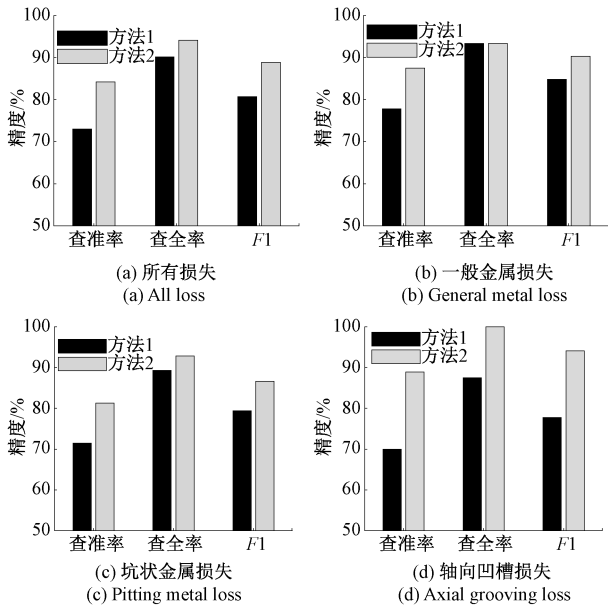 100
90
80
70
60
50
精度/%
方法1
方法2
查准率 查全率 F1
(a) 所有损失
(a) All loss
100
90
80
70
60
50
精度/%
方法1
方法2
查准率 查全率 F1
(b) 一般金属损失
(b) General metal loss
100
90
80
70
60
50
精度/%
方法1
方法2
查准率 查全率 F1
(c) 坑状金属损失
(c) Pitting metal loss
100
90
80
70
60
50
精度/%
方法1
方法2
查准率 查全率 F1
(d) 轴向凹槽损失
(d) Axial grooving loss